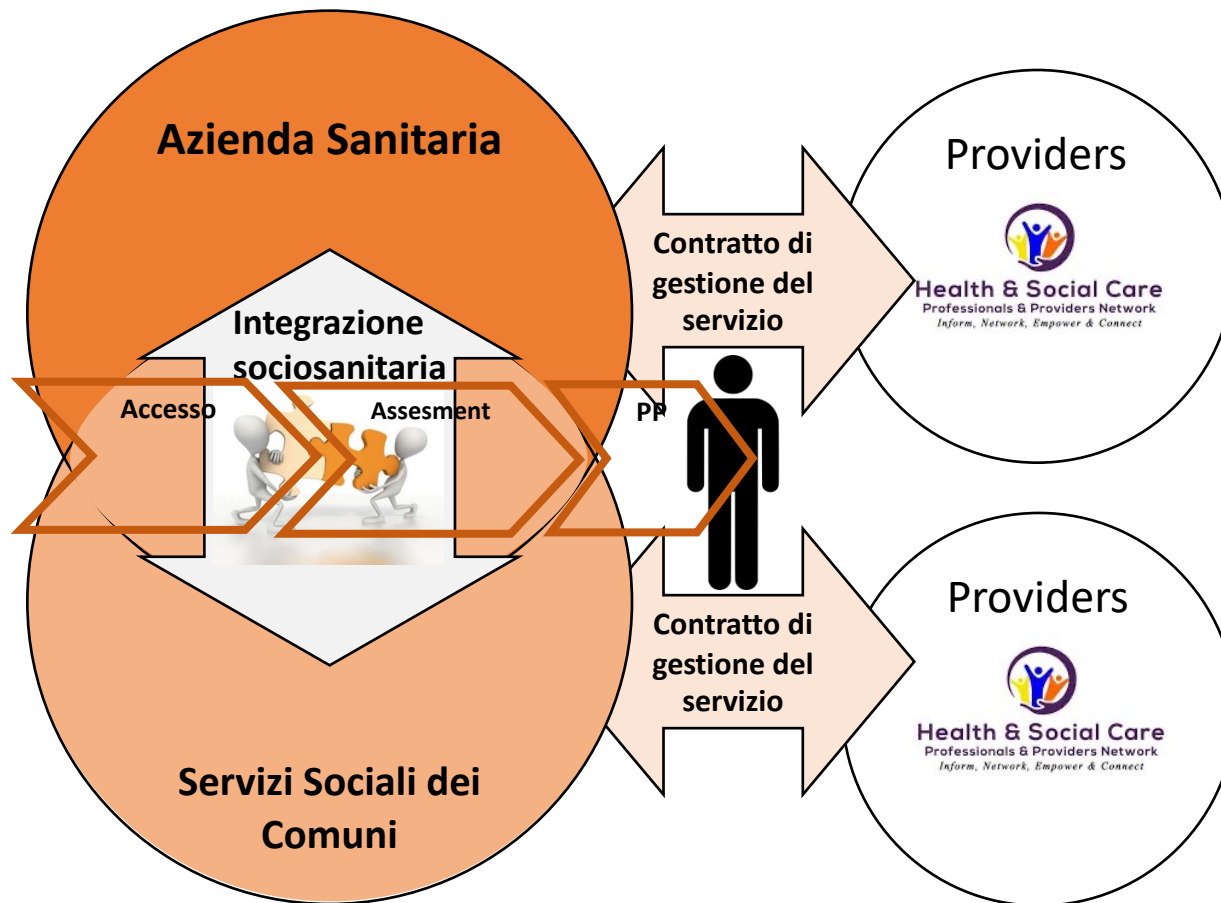 Azienda Sanitaria
Providers
Health & Social Care
Professionals & Providers Network
Inform, Network, Empower & Connect
Contratto di
gestione del
servizio
Integrazione
sociosanitaria
Accesso
Assesment
PP
Contratto di
gestione del
servizio
Providers
Health & Social Care
Professionals & Providers Network
Inform, Network, Empower & Connect
Servizi Sociali dei
Comuni